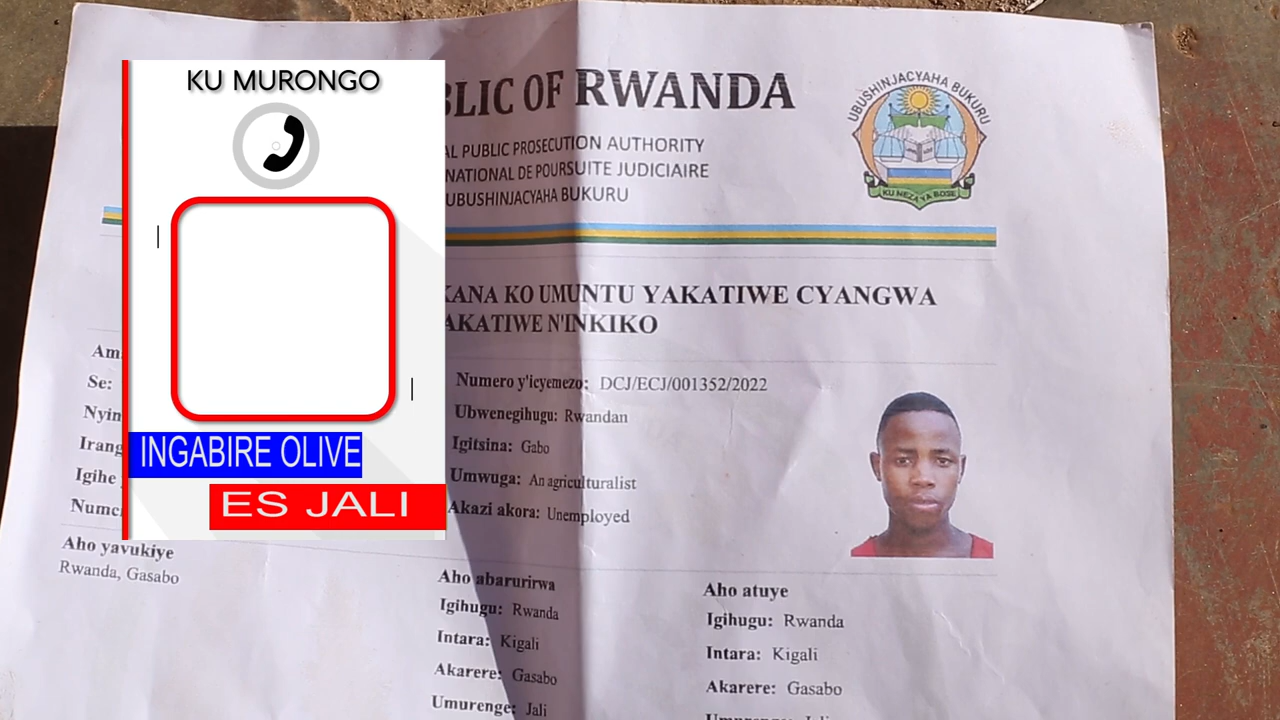 KU MURONGO
BLIC OF RWANDA
AL PUBLIC PROSECUTION AUTHORITY
NATIONAL DE POURSUITE JUDICIAIRE
UBUSHINJACYAHA BUKURU
UBUSHINJACYAHA BUKURU
KU NEZA YA BOSE
KANA KO UMUNTU YAKATIWE CYANGWA
AKATIWE N'INKIKO
Se:
Nyin
Irang
Igihe
Numero y'icyemezo: DCJ/ECJ/001352/2022
Ubwenegihugu: Rwandan
Igitsina: Gabo
Umwuga: An agriculturalist
Akazi akora: Unemployed
INGABIRE OLIVE
ES JALI
Aho yavukiye
Rwanda, Gasabo
Aho abarurirwa
Igihugu: Rwanda
Intara: Kigali
Akarere: Gasabo
Umurenge: Jali
Aho atuye
Igihugu: Rwanda
Intara: Kigali
Akarere: Gasabo